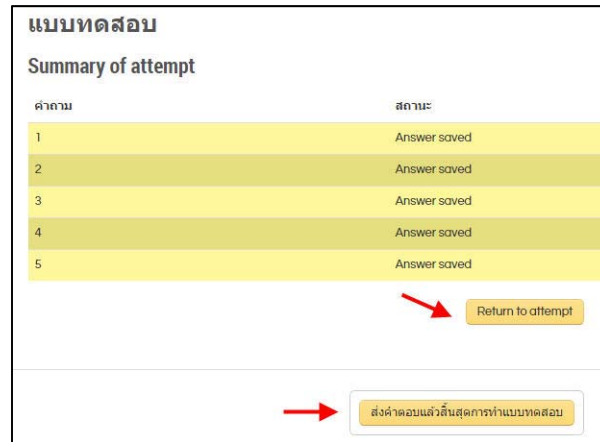 แบบทดสอบ
Summary of attempt
คำถาม สถานะ
1 Answer saved
2 Answer saved
3 Answer saved
4 Answer saved
5 Answer saved
Return to attempt
ส่งคำตอบแล้วสิ้นสุดการทำแบบทดสอบ